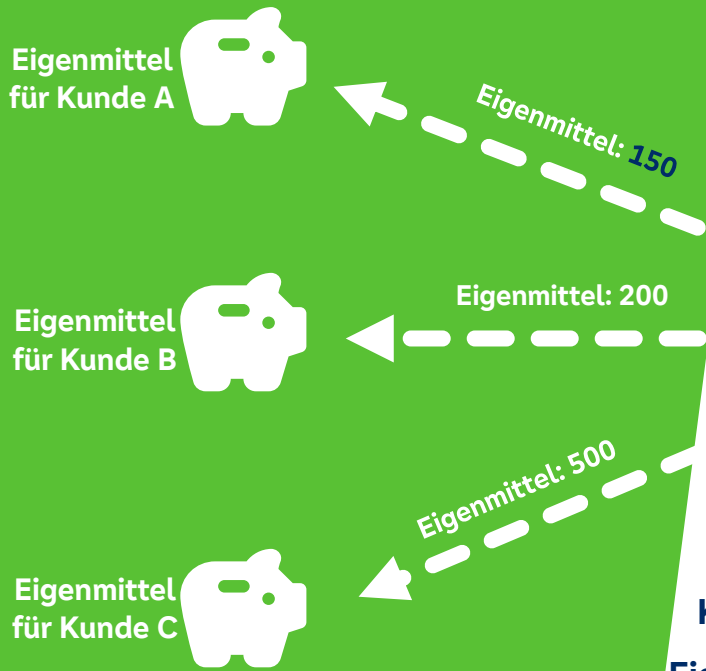 Eigenmittel
für Kunde A
Eigenmittel: 150
Eigenmittel: 200
Eigenmittel
für Kunde B
Eigenmittel: 500
Eigenmittel
für Kunde C